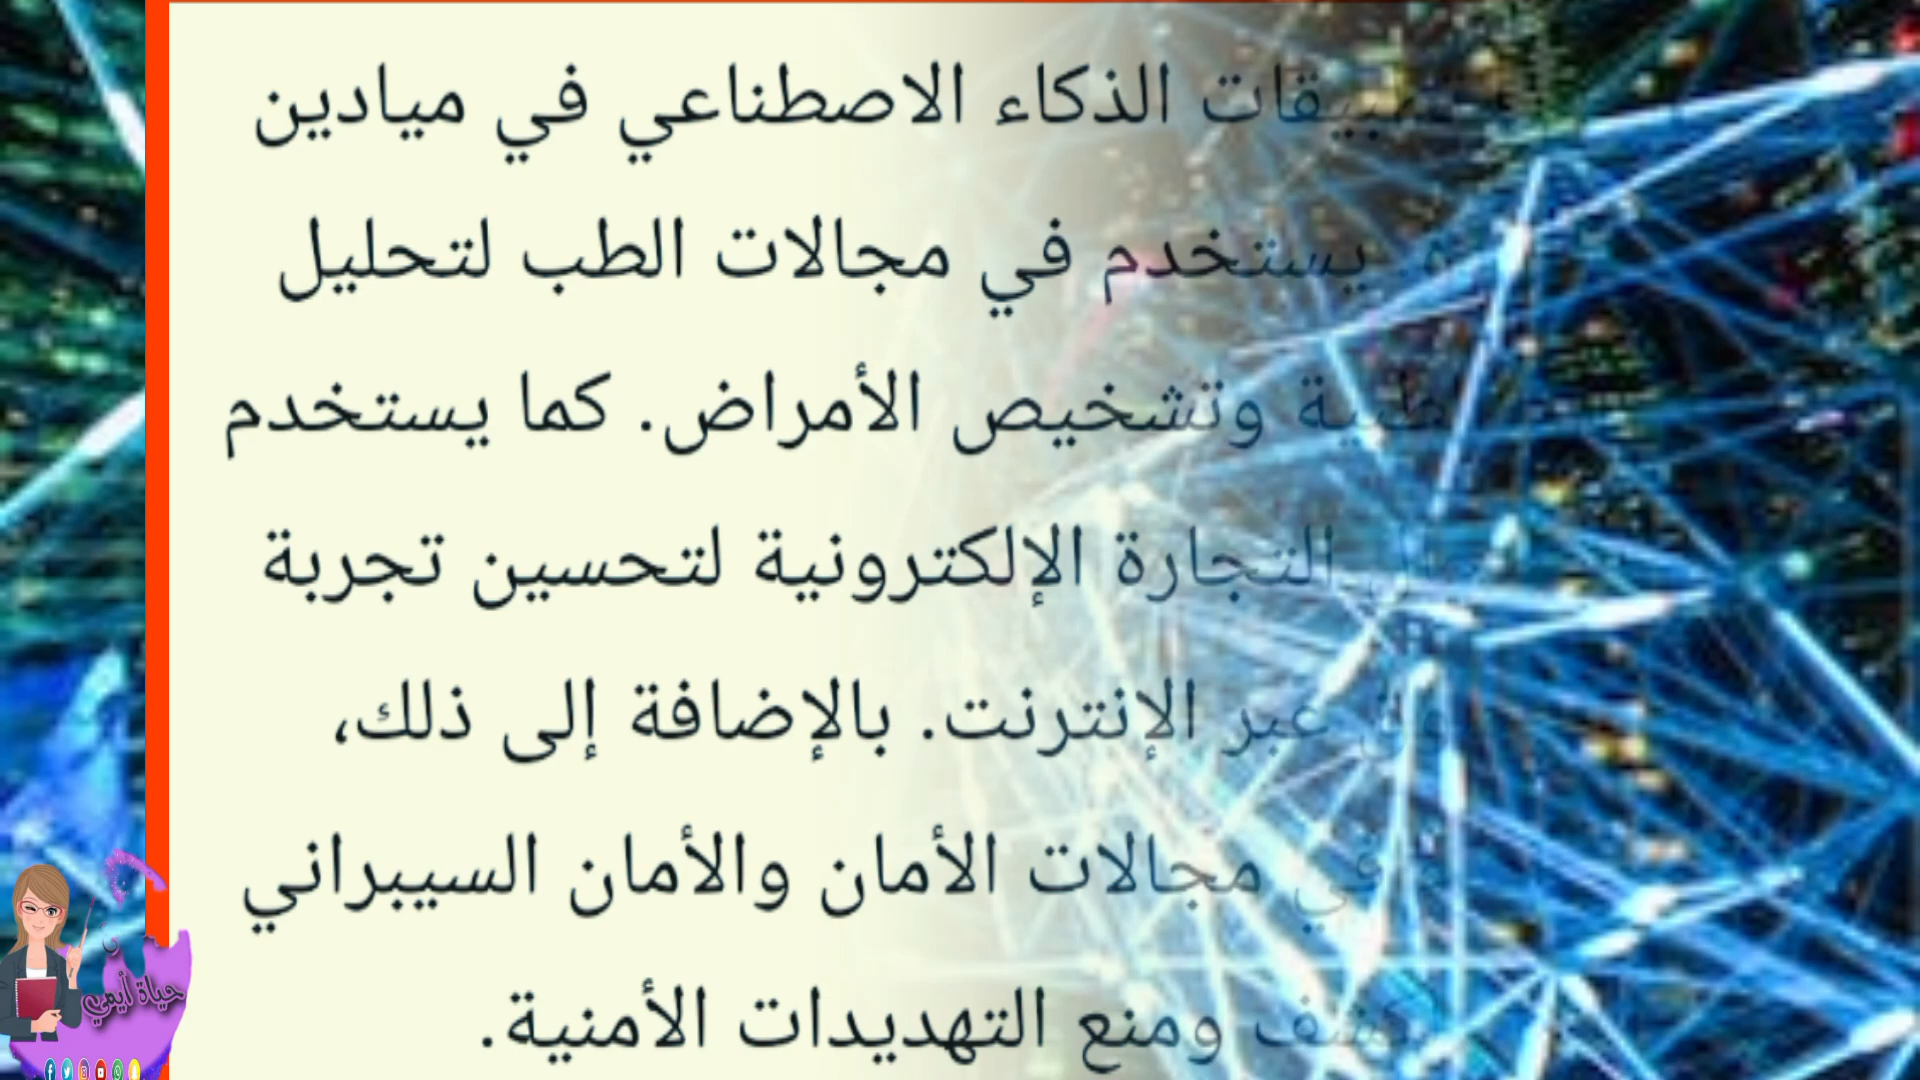 الذكاء الاصطناعي في ميادين
يستخدم في مجالات الطب لتحليل
وتشخيص الأمراض. كما يستخدم
التجارة الإلكترونية لتحسين تجربة
عبر الإنترنت. بالإضافة إلى ذلك،
في مجالات الأمان والأمان السيبراني
ومنع التهديدات الأمنية.
حياة أيمي